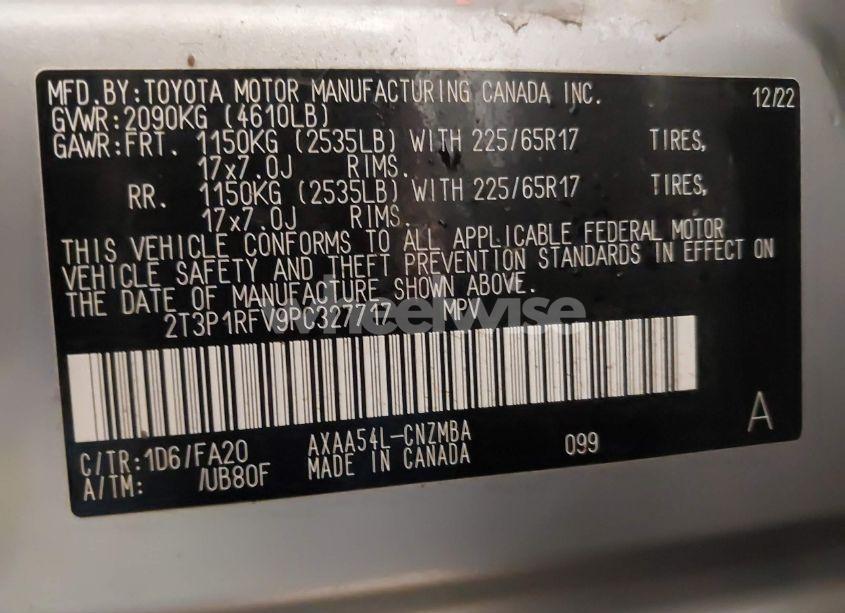 MFD. BY: TOYOTA MOTOR MANUFACTURING CANADA INC. 12/22
GVWR: 2090KG (4610LB)
GAWR: FRT. 1150KG (2535LB) WITH 225/65R17 TIRES,
17x7.0J RIMS.
RR. 1150KG (2535LB) WITH 225/65R17 TIRES,
17x7.0J RIMS.
THIS VEHICLE CONFORMS TO ALL APPLICABLE FEDERAL MOTOR
VEHICLE SAFETY AND THEFT PREVENTION STANDARDS IN EFFECT ON
THE DATE OF MANUFACTURE SHOWN ABOVE.
2T3P1RFV9PC327717 MPV
wheelwise
A
C/TR: 1D6/FA20 AXAA54L-CNZMBA 099
A/TM: /UB80F MADE IN CANADA